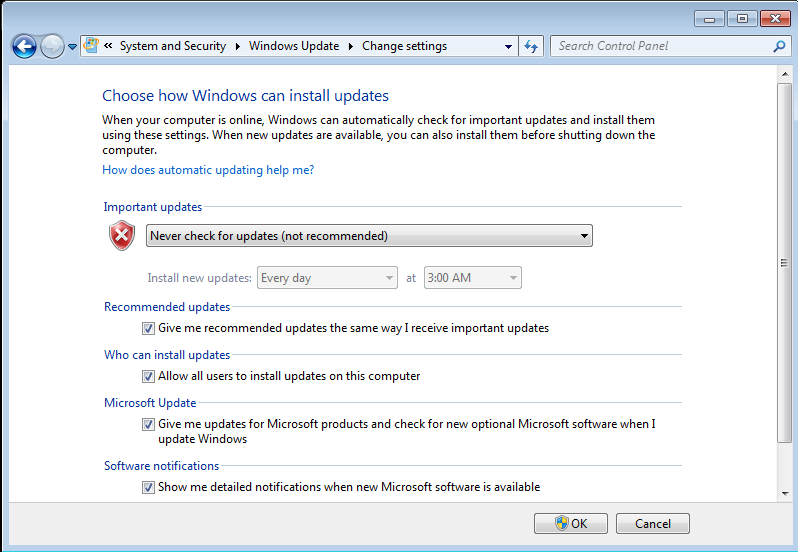 « System and Security ▸ Windows Update ▸ Change settings
Search Control Panel
Choose how Windows can install updates
When your computer is online, Windows can automatically check for important updates and install them
using these settings. When new updates are available, you can also install them before shutting down the
computer.
How does automatic updating help me?
Important updates
Never check for updates (not recommended)
Install new updates: Every day at 3:00 AM
Recommended updates
Give me recommended updates the same way I receive important updates
Who can install updates
Allow all users to install updates on this computer
Microsoft Update
Give me updates for Microsoft products and check for new optional Microsoft software when I
update Windows
Software notifications
Show me detailed notifications when new Microsoft software is available
OK Cancel